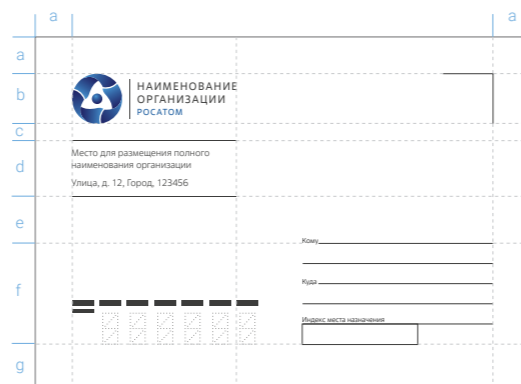 a
a
a
b
НАИМЕНОВАНИЕ
ОРГАНИЗАЦИИ
РОСАТОМ
c
d
Место для размещения полного
наименования организации
Улица, д. 12, Город, 123456
e
Кому
f
Куда
Индекс места назначения
g